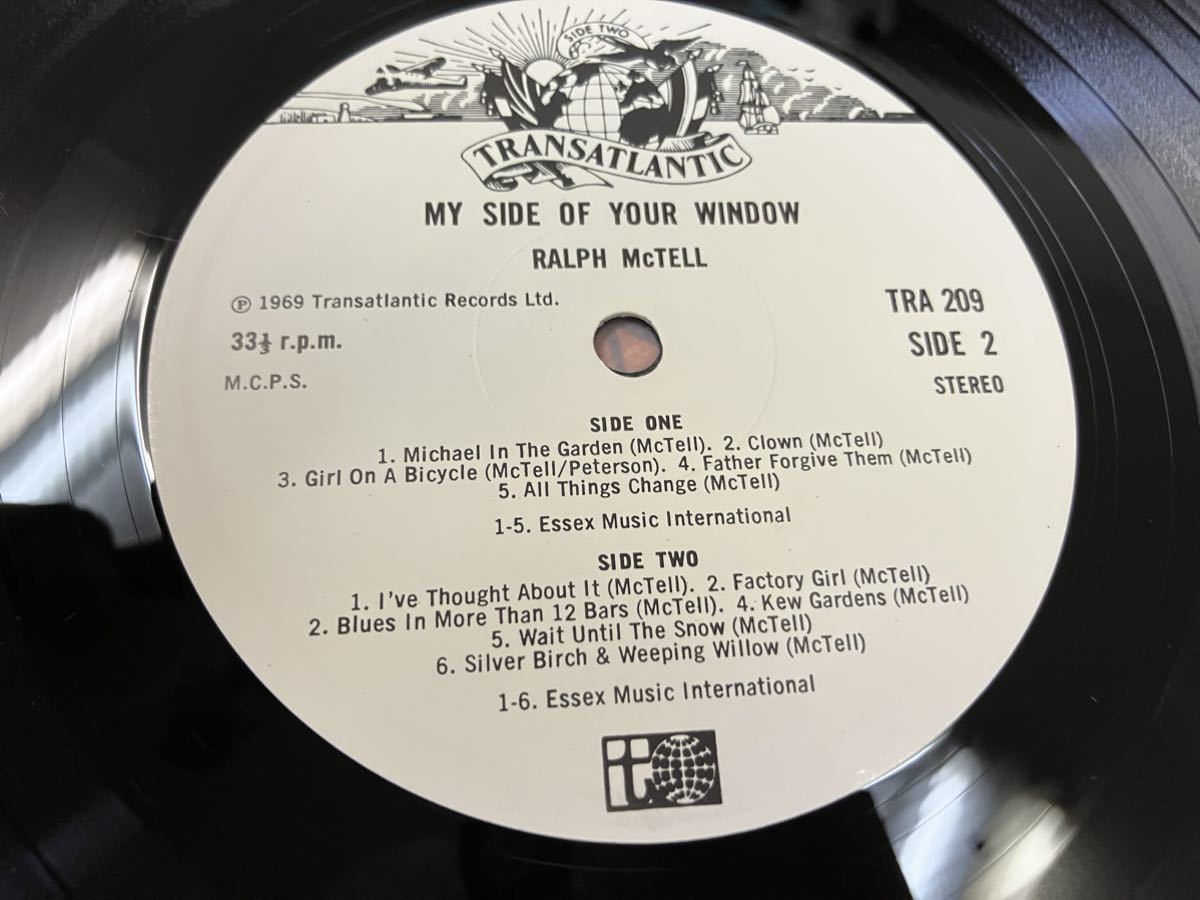 SIDE TWO
TRANSATLANTIC
MY SIDE OF YOUR WINDOW
RALPH McTELL
℗ 1969 Transatlantic Records Ltd.
TRA 209
33⅓ r.p.m.
SIDE 2
M.C.P.S.
STEREO
SIDE ONE
1. Michael In The Garden (McTell). 2. Clown (McTell)
3. Girl On A Bicycle (McTell/Peterson). 4. Father Forgive Them (McTell)
5. All Things Change (McTell)
1-5. Essex Music International
SIDE TWO
1. I've Thought About It (McTell). 2. Factory Girl (McTell)
2. Blues In More Than 12 Bars (McTell). 4. Kew Gardens (McTell)
5. Wait Until The Snow (McTell)
6. Silver Birch & Weeping Willow (McTell)
1-6. Essex Music International
t